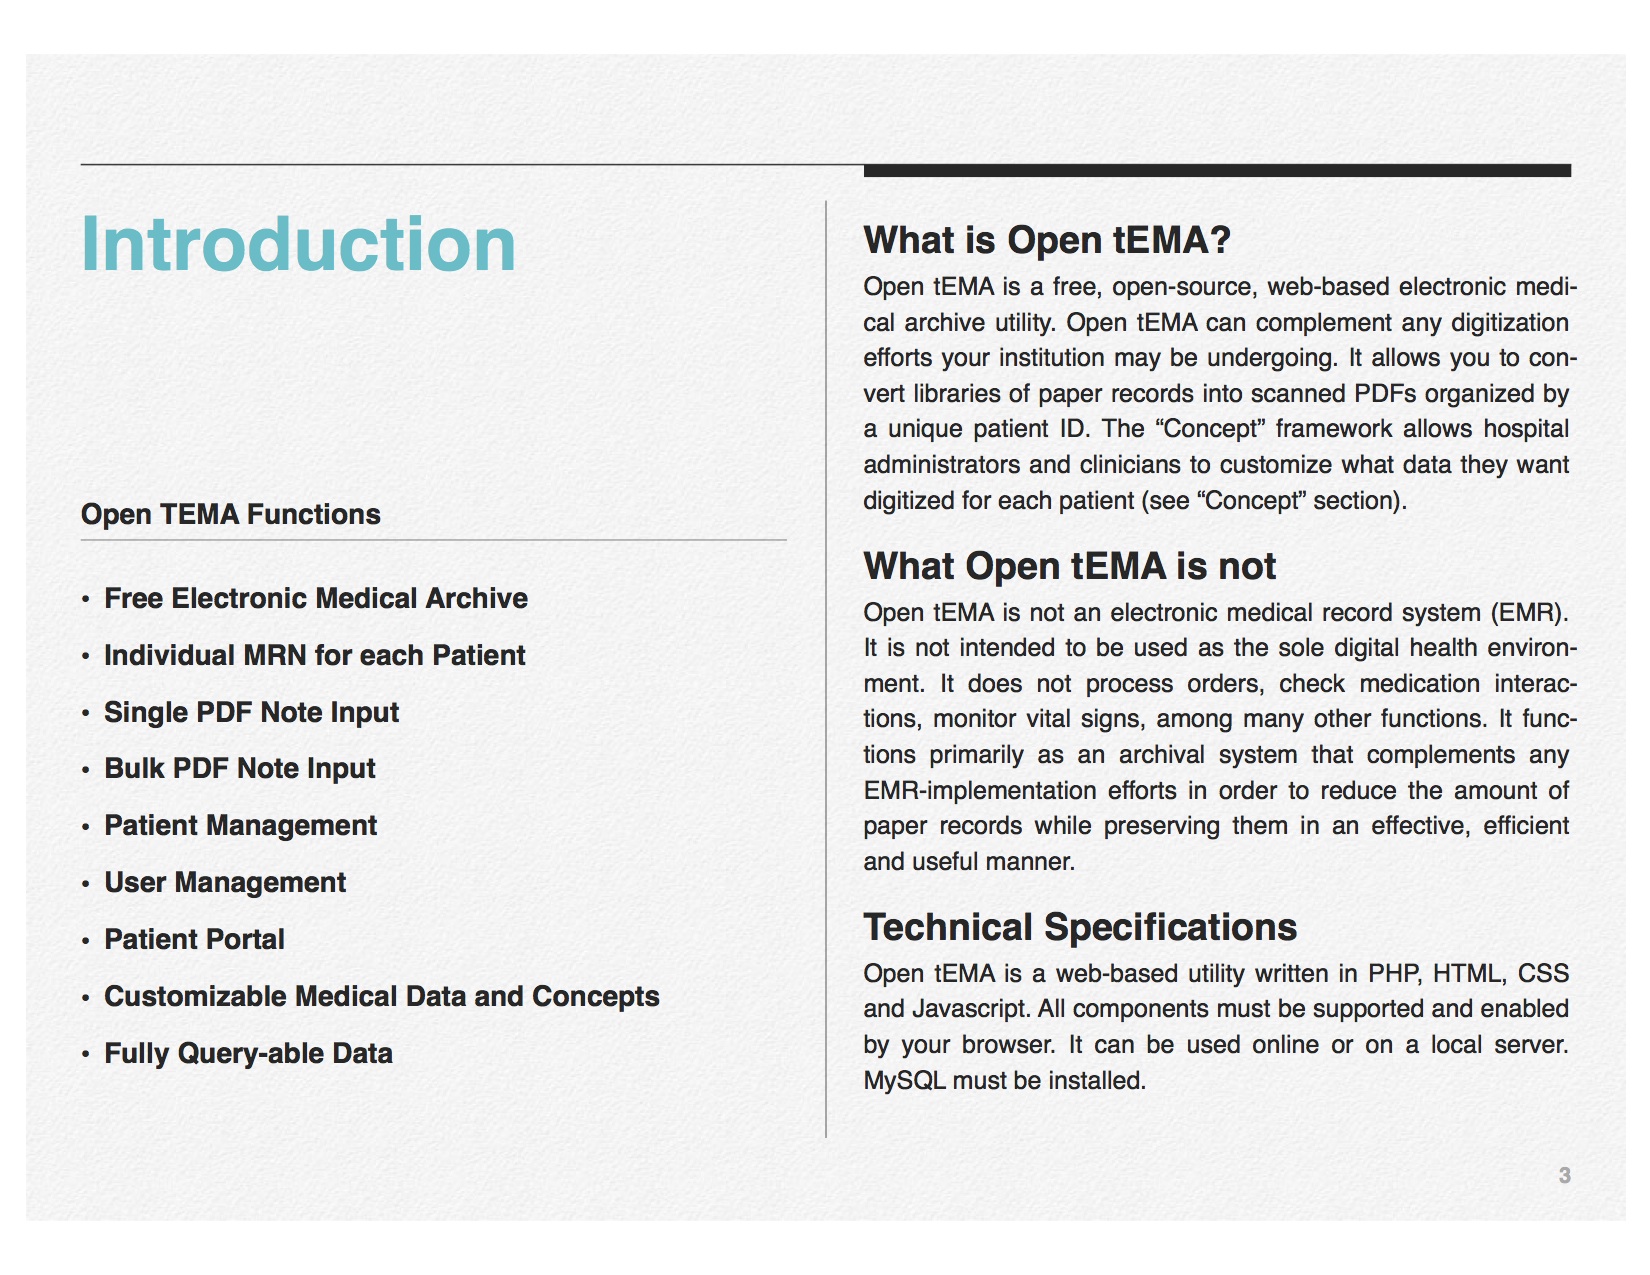 Introduction
Open TEMA Functions
• Free Electronic Medical Archive
• Individual MRN for each Patient
• Single PDF Note Input
• Bulk PDF Note Input
• Patient Management
• User Management
• Patient Portal
• Customizable Medical Data and Concepts
• Fully Query-able Data
What is Open tEMA?
Open tEMA is a free, open-source, web-based electronic medi-
cal archive utility. Open tEMA can complement any digitization
efforts your institution may be undergoing. It allows you to con-
vert libraries of paper records into scanned PDFs organized by
a unique patient ID. The “Concept” framework allows hospital
administrators and clinicians to customize what data they want
digitized for each patient (see “Concept” section).
What Open tEMA is not
Open tEMA is not an electronic medical record system (EMR).
It is not intended to be used as the sole digital health environ-
ment. It does not process orders, check medication interac-
tions, monitor vital signs, among many other functions. It func-
tions primarily as an archival system that complements any
EMR-implementation efforts in order to reduce the amount of
paper records while preserving them in an effective, efficient
and useful manner.
Technical Specifications
Open tEMA is a web-based utility written in PHP, HTML, CSS
and Javascript. All components must be supported and enabled
by your browser. It can be used online or on a local server.
MySQL must be installed.
3